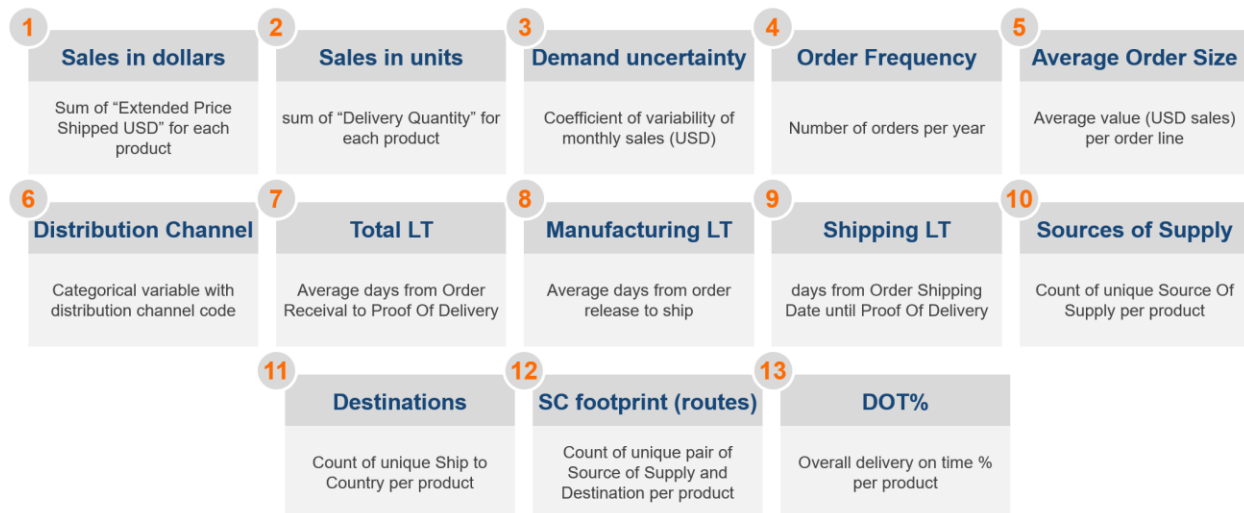 1
Sales in dollars
Sum of “Extended Price
Shipped USD” for each
product
2
Sales in units
sum of “Delivery Quantity” for
each product
3
Demand uncertainty
Coefficient of variability of
monthly sales (USD)
4
Order Frequency
Number of orders per year
5
Average Order Size
Average value (USD sales)
per order line
6
Distribution Channel
Categorical variable with
distribution channel code
7
Total LT
Average days from Order
Receival to Proof Of Delivery
8
Manufacturing LT
Average days from order
release to ship
9
Shipping LT
days from Order Shipping
Date until Proof Of Delivery
10
Sources of Supply
Count of unique Source Of
Supply per product
11
Destinations
Count of unique Ship to
Country per product
12
SC footprint (routes)
Count of unique pair of
Source of Supply and
Destination per product
13
DOT%
Overall delivery on time %
per product